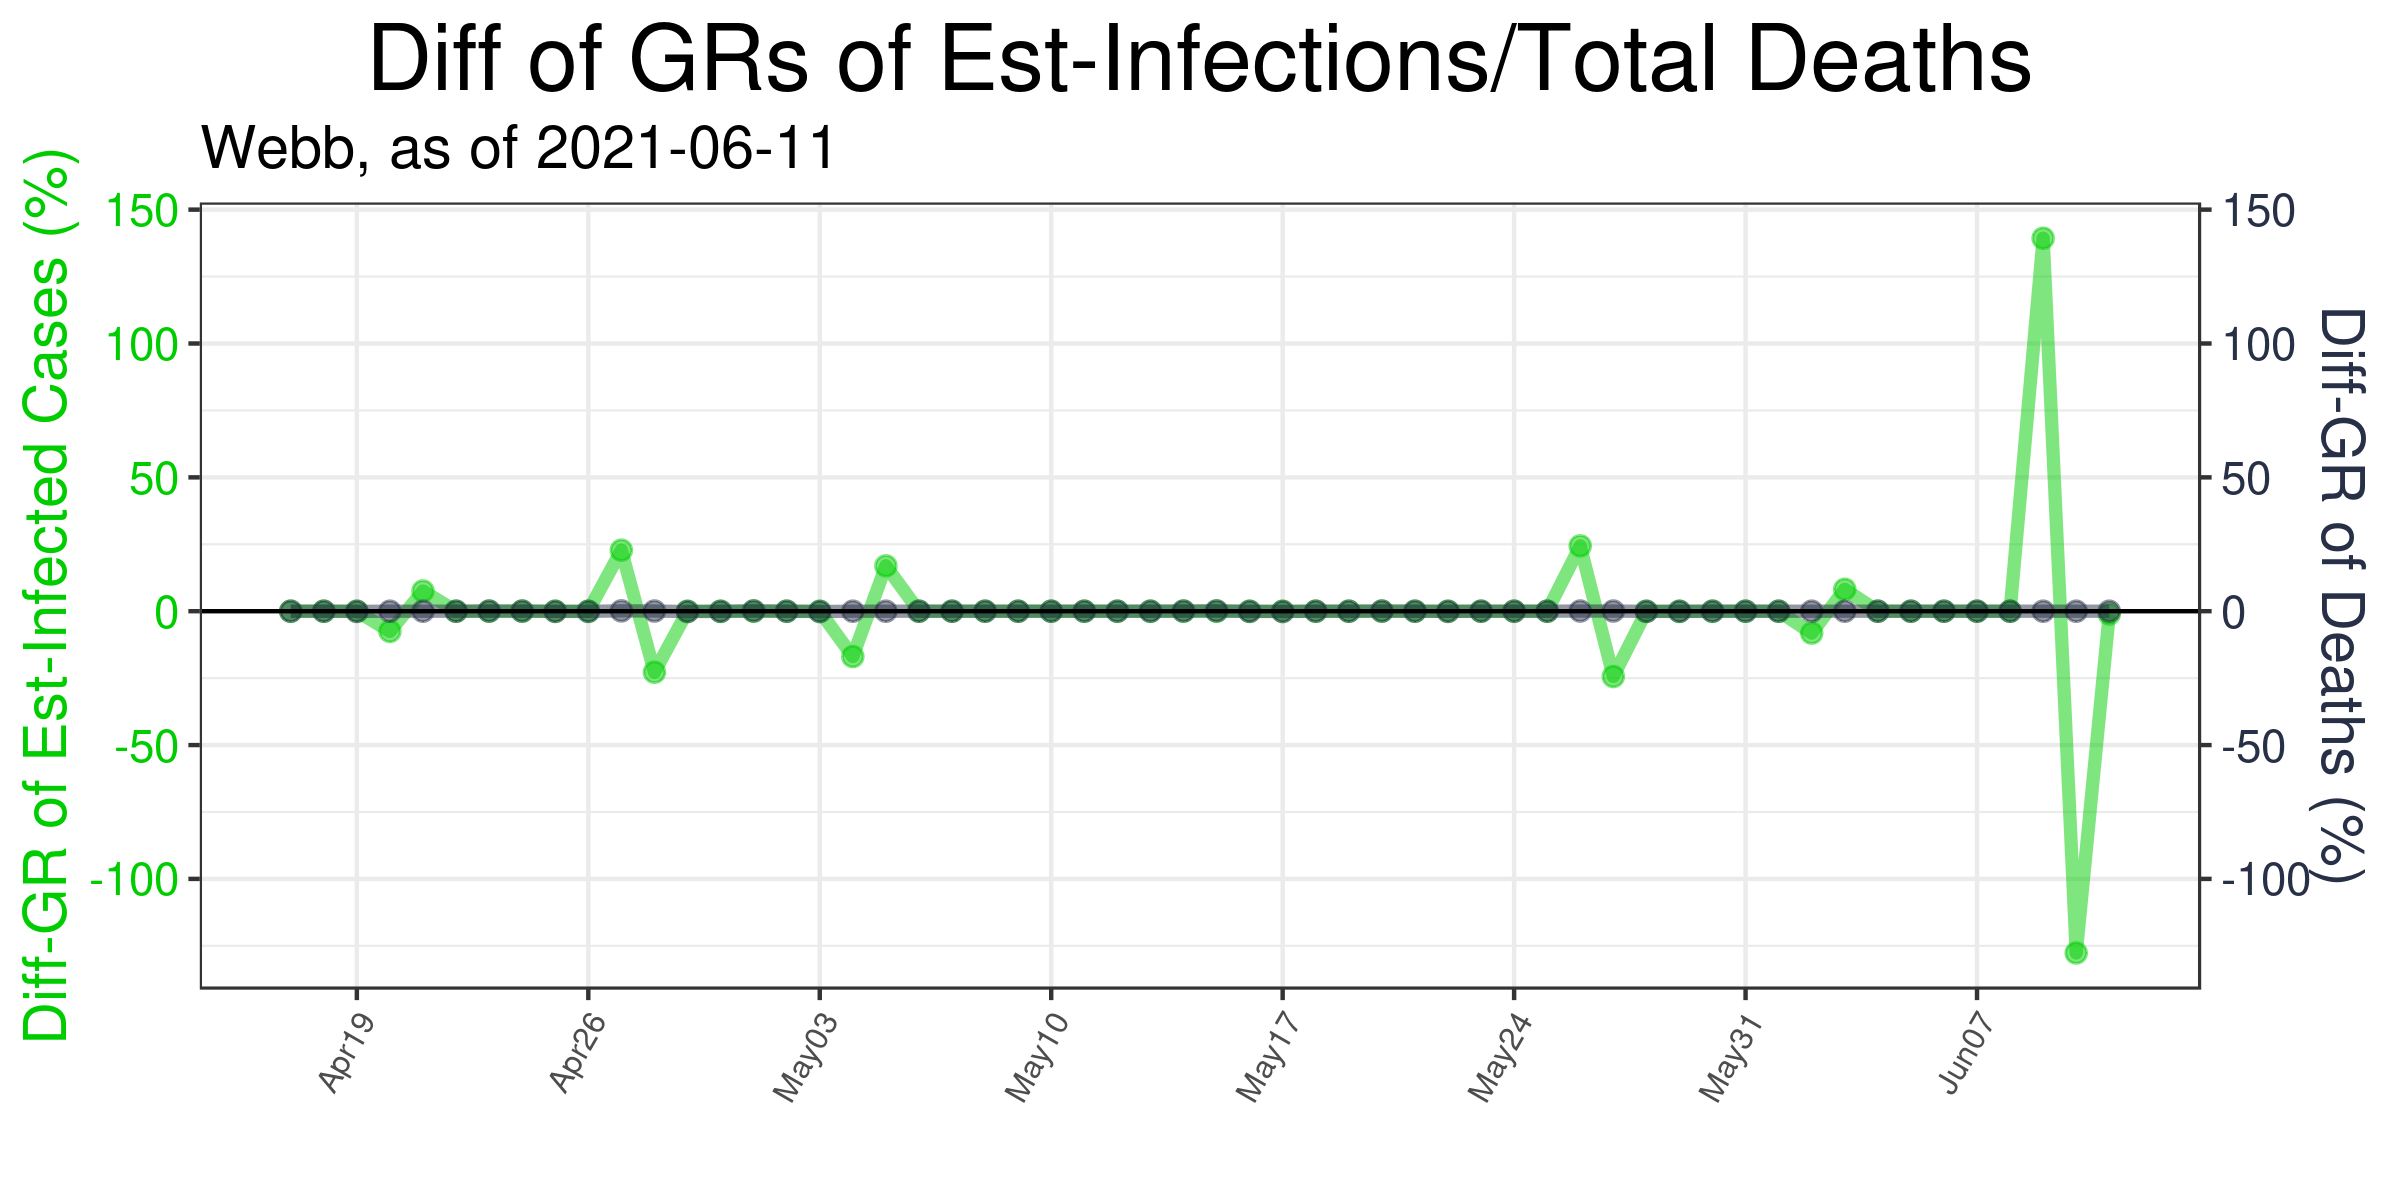 Diff of GRs of Est-Infections/Total Deaths
Webb, as of 2021-06-11
Diff-GR of Est-Infected Cases (%)
150
100
50
0
-50
-100
150
100
50
0
-50
-100
Diff-GR of Deaths (%)
Apr19
Apr26
May03
May10
May17
May24
May31
Jun07